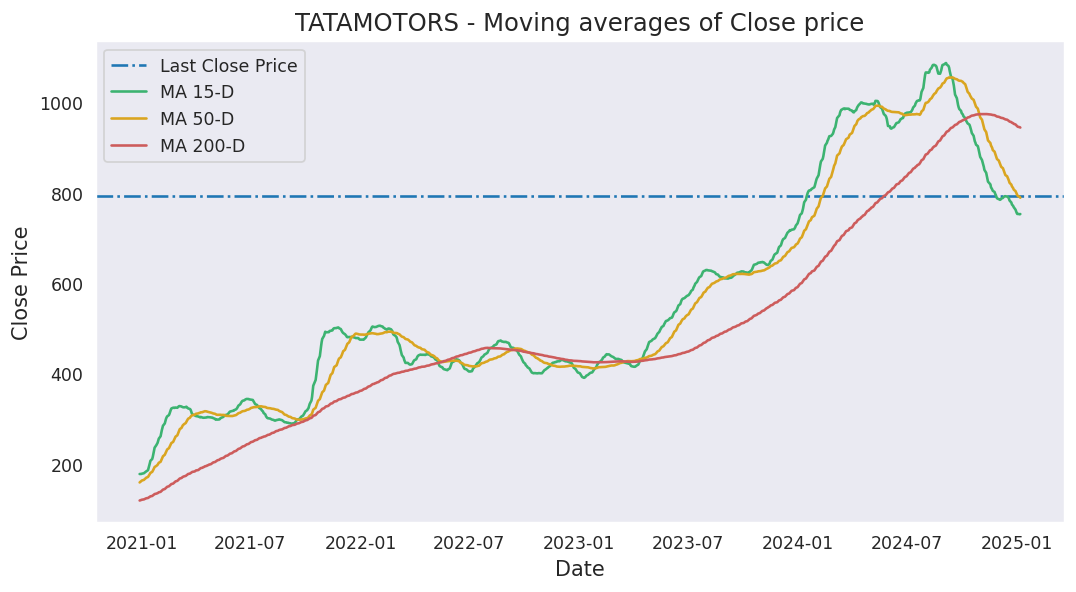 TATAMOTORS - Moving averages of Close price
Last Close Price
MA 15-D
MA 50-D
MA 200-D
Close Price
1000
800
600
400
200
2021-01 2021-07 2022-01 2022-07 2023-01 2023-07 2024-01 2024-07 2025-01
Date